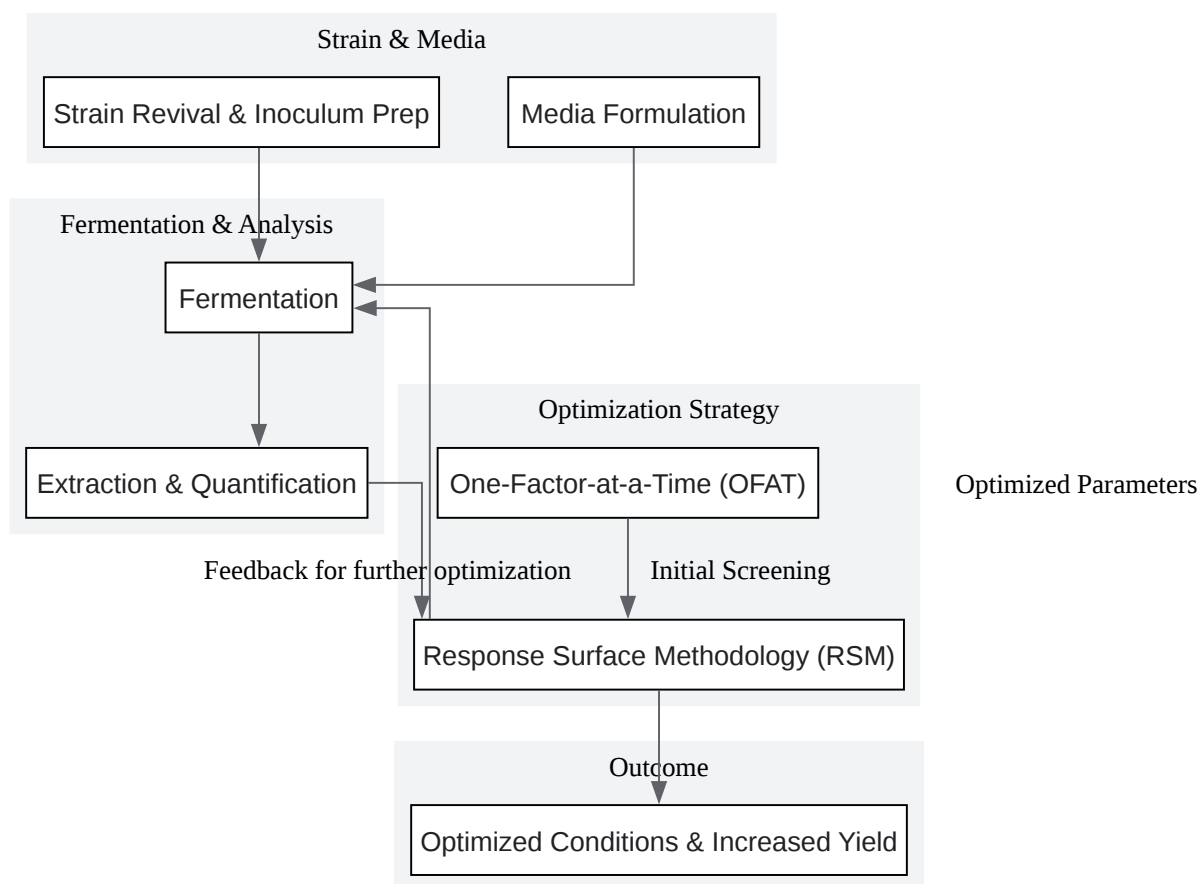 Strain & Media
Strain Revival & Inoculum Prep
Media Formulation
Fermentation & Analysis
Fermentation
Optimization Strategy
Extraction & Quantification
One-Factor-at-a-Time (OFAT)
Optimized Parameters
Feedback for further optimization
Initial Screening
Response Surface Methodology (RSM)
Outcome
Optimized Conditions & Increased Yield